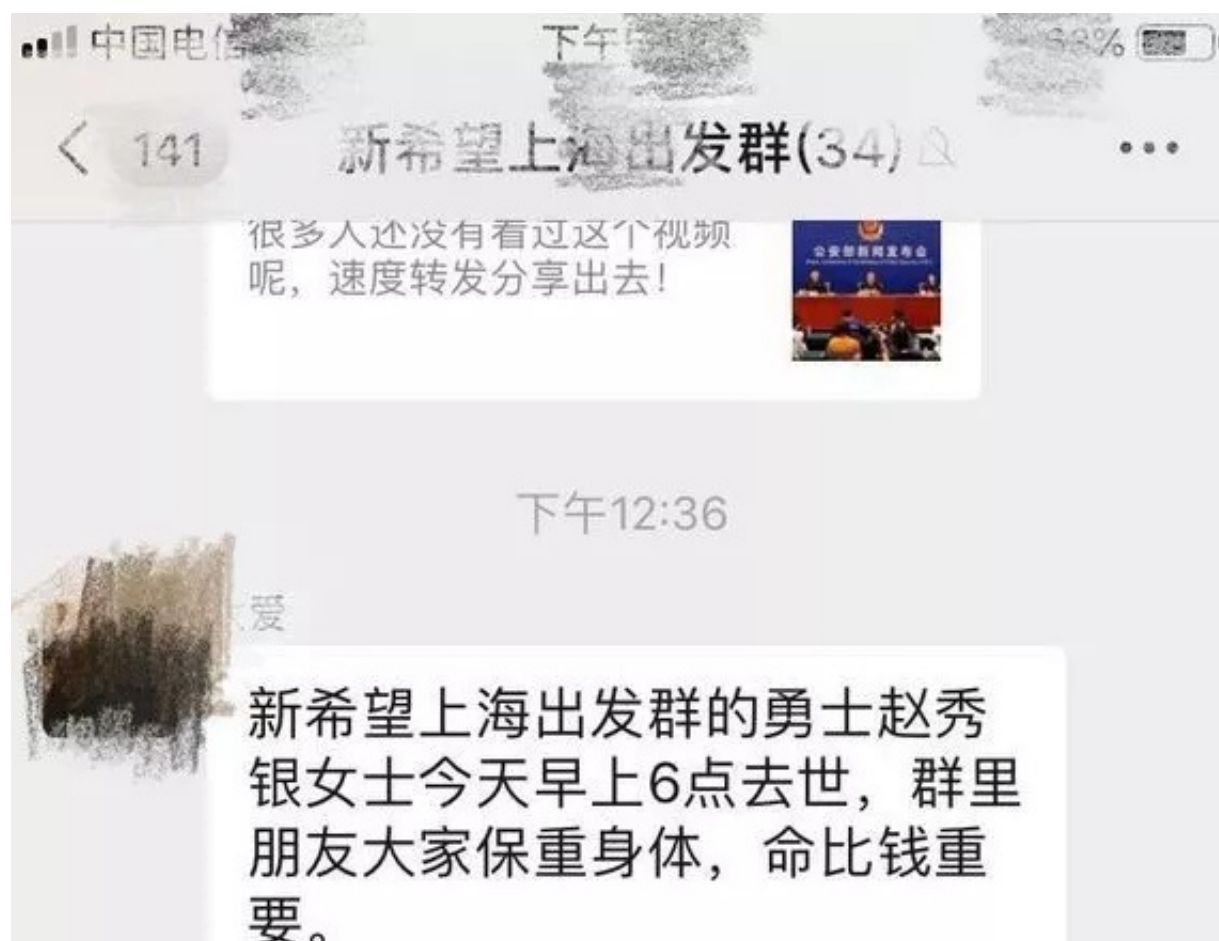 中国电信
下午
%
141
新希望上海出发群(34)
很多人还没有看过这个视频
呢，速度转发分享出去！
公安部新闻发布会
下午12:36
爱
新希望上海出发群的勇士赵秀
银女士今天早上6点去世，群里
朋友大家保重身体，命比钱重
要。